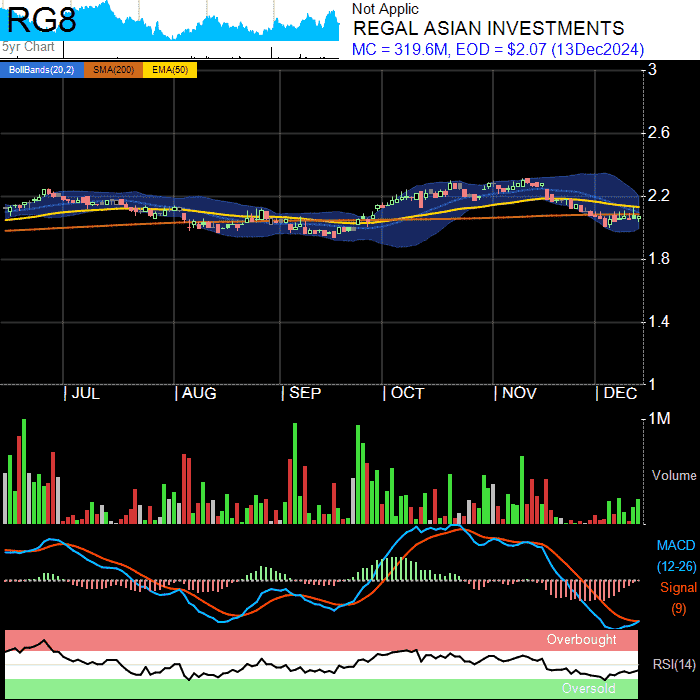 RG8
5yr Chart
Not Applic
REGAL ASIAN INVESTMENTS
MC = 319.6M, EOD = $2.07 (13Dec2024)
BollBands(20,2) SMA(200) EMA(50)
3
2.6
2.2
1.8
1.4
1
JUL AUG SEP OCT NOV DEC
1M
Volume
MACD
(12-26)
Signal
(9)
Overbought
RSI(14)
Oversold